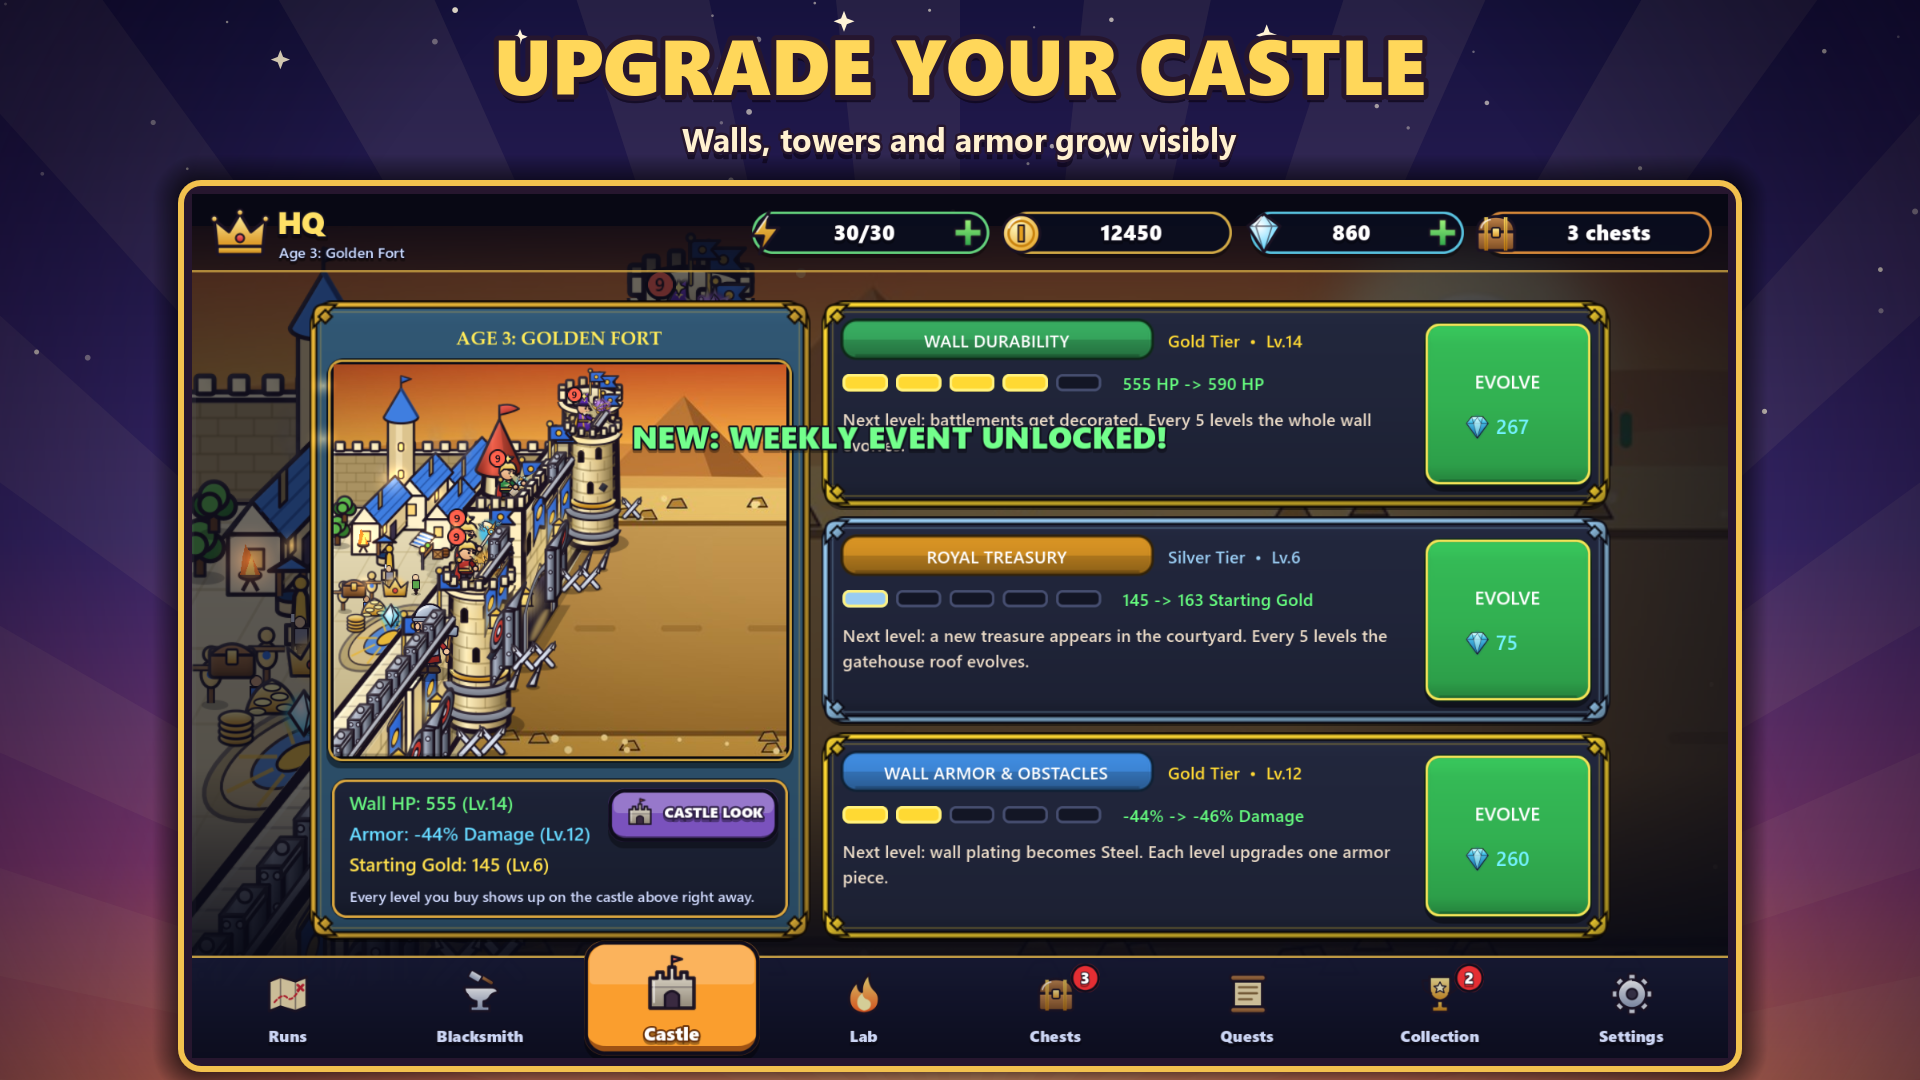 UPGRADE YOUR CASTLE
Walls, towers and armor grow visibly
HQ
Age 3: Golden Fort
30/30
12450
860
3 chests
9
AGE 3: GOLDEN FORT
9
9
9
9
Wall HP: 555 (Lv.14)
Armor: -44% Damage (Lv.12)
Starting Gold: 145 (Lv.6)
CASTLE LOOK
Every level you buy shows up on the castle above right away.
WALL DURABILITY
Gold Tier • Lv.14
555 HP -> 590 HP
Next level: battlements get decorated. Every 5 levels the whole wall
evolves.
EVOLVE
267
NEW: WEEKLY EVENT UNLOCKED!
ROYAL TREASURY
Silver Tier • Lv.6
145 -> 163 Starting Gold
Next level: a new treasure appears in the courtyard. Every 5 levels the
gatehouse roof evolves.
EVOLVE
75
WALL ARMOR & OBSTACLES
Gold Tier • Lv.12
-44% -> -46% Damage
Next level: wall plating becomes Steel. Each level upgrades one armor
piece.
EVOLVE
260
Runs
Blacksmith
Castle
Lab
3
Chests
Quests
2
Collection
Settings